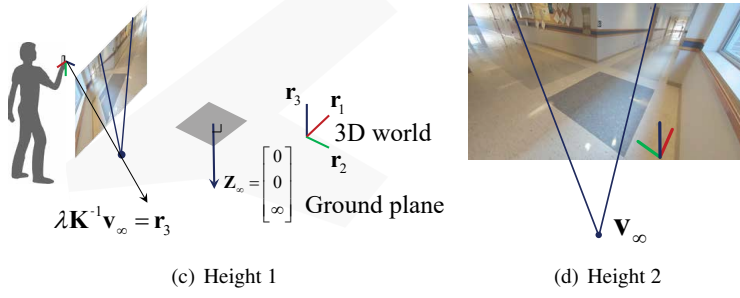 r₃
r₁
3D world
r₂
Z∞ = [0 0 ∞]
Ground plane
λK⁻¹v∞ = r₃
(c) Height 1
v∞
(d) Height 2